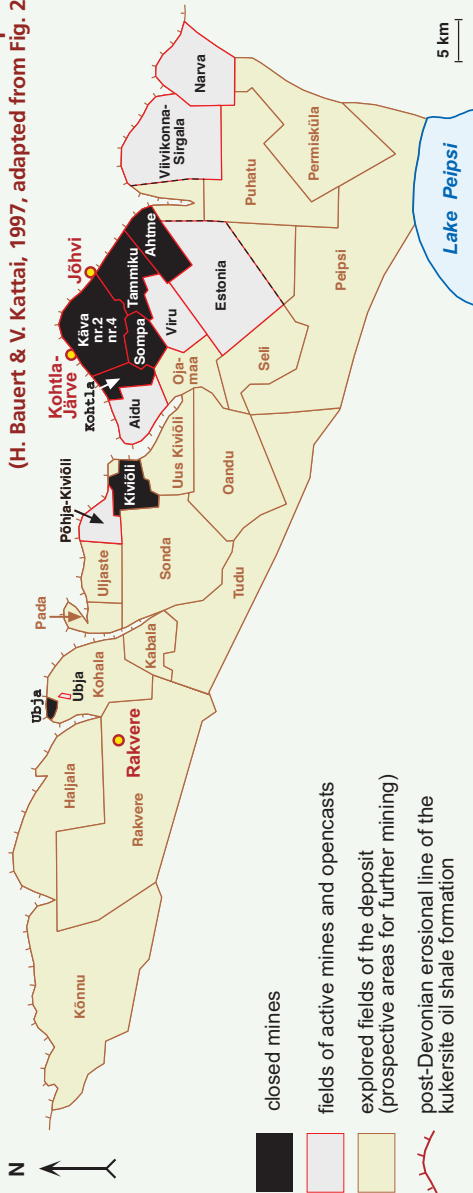 (H. Bauert & V. Kattai, 1997, adapted from Fig. 2
N
Kõnnu
Haljala
Rakvere
Rakvere
Ubja
Ubja
Kohala
Kabala
Pada
Uljaste
Sonda
Tudu
Põhja-Kiviõli
Kiviõli
Uus Kiviõli
Oandu
Kohtla-
Järve
Kohtla
Aidu
Oja-
maa
Jõhvi
Käva
nr.2
nr.4
Sompa
Tammiku
Ahtme
Viru
Estonia
Seli
Peipsi
Viivikonna-
Sirgala
Narva
Puhatu
Permisküla
Lake Peipsi
5 km
closed mines
fields of active mines and opencasts
explored fields of the deposit
(prospective areas for further mining)
post-Devonian erosional line of the
kukersite oil shale formation